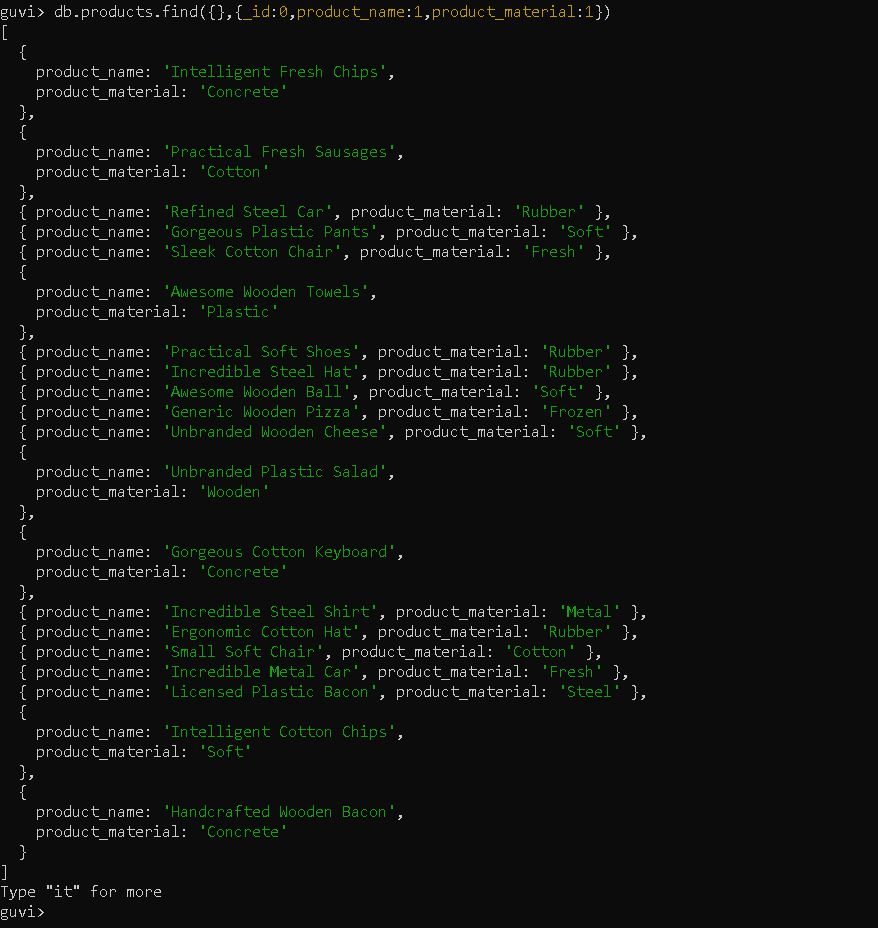 guvi> db.products.find({},{_id:0,product_name:1,product_material:1})
[
  {
    product_name: 'Intelligent Fresh Chips',
    product_material: 'Concrete'
  },
  {
    product_name: 'Practical Fresh Sausages',
    product_material: 'Cotton'
  },
  { product_name: 'Refined Steel Car', product_material: 'Rubber' },
  { product_name: 'Gorgeous Plastic Pants', product_material: 'Soft' },
  { product_name: 'Sleek Cotton Chair', product_material: 'Fresh' },
  {
    product_name: 'Awesome Wooden Towels',
    product_material: 'Plastic'
  },
  { product_name: 'Practical Soft Shoes', product_material: 'Rubber' },
  { product_name: 'Incredible Steel Hat', product_material: 'Rubber' },
  { product_name: 'Awesome Wooden Ball', product_material: 'Soft' },
  { product_name: 'Generic Wooden Pizza', product_material: 'Frozen' },
  { product_name: 'Unbranded Wooden Cheese', product_material: 'Soft' },
  {
    product_name: 'Unbranded Plastic Salad',
    product_material: 'Wooden'
  },
  {
    product_name: 'Gorgeous Cotton Keyboard',
    product_material: 'Concrete'
  },
  { product_name: 'Incredible Steel Shirt', product_material: 'Metal' },
  { product_name: 'Ergonomic Cotton Hat', product_material: 'Rubber' },
  { product_name: 'Small Soft Chair', product_material: 'Cotton' },
  { product_name: 'Incredible Metal Car', product_material: 'Fresh' },
  { product_name: 'Licensed Plastic Bacon', product_material: 'Steel' },
  {
    product_name: 'Intelligent Cotton Chips',
    product_material: 'Soft'
  },
  {
    product_name: 'Handcrafted Wooden Bacon',
    product_material: 'Concrete'
  }
]
Type "it" for more
guvi>